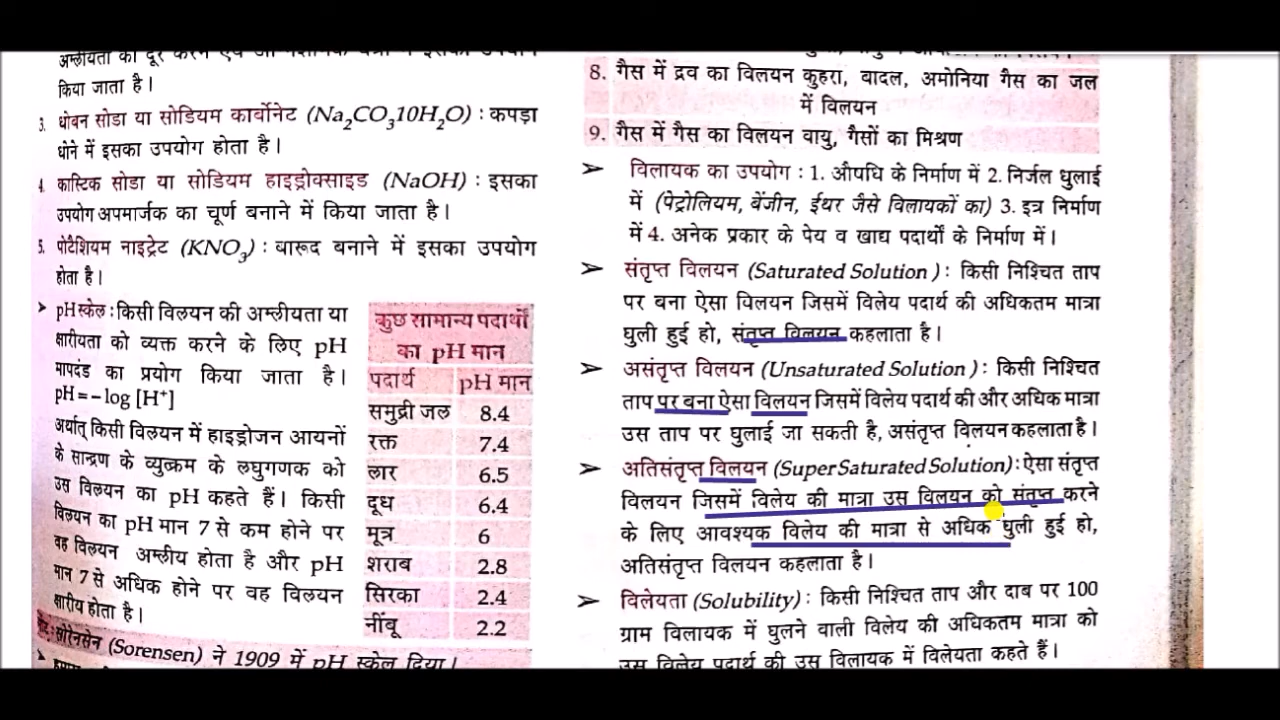 अम्लीयता को दूर करने एवं
किया जाता है।
3. धोबन सोडा या सोडियम कार्बोनेट (Na₂CO₃10H₂O) : कपड़ा
धोने में इसका उपयोग होता है।
4. कास्टिक सोडा या सोडियम हाइड्रोक्साइड (NaOH) : इसका
उपयोग अपमार्जक का चूर्ण बनाने में किया जाता है।
5. पोटैशियम नाइट्रेट (KNO₃) : बारूद बनाने में इसका उपयोग
होता है।
➤ pH स्केल : किसी विलयन की अम्लीयता या
क्षारीयता को व्यक्त करने के लिए pH
मापदंड का प्रयोग किया जाता है।
pH = – log [H⁺]
अर्थात् किसी विलयन में हाइड्रोजन आयनों
के सान्द्रण के व्युत्क्रम के लघुगणक को
उस विलयन का pH कहते हैं। किसी
विलयन का pH मान 7 से कम होने पर
वह विलयन अम्लीय होता है और pH
मान 7 से अधिक होने पर वह विलयन
क्षारीय होता है।
कुछ सामान्य पदार्थों
का pH मान
पदार्थ pH मान
समुद्री जल 8.4
रक्त 7.4
लार 6.5
दूध 6.4
मूत्र 6
शराब 2.8
सिरका 2.4
नींबू 2.2
सोरेनसेन (Sorensen) ने 1909 में pH स्केल दिया।
8. गैस में द्रव का विलयन कुहरा, बादल, अमोनिया गैस का जल
में विलयन
9. गैस में गैस का विलयन वायु, गैसों का मिश्रण
➤ विलायक का उपयोग : 1. औषधि के निर्माण में 2. निर्जल धुलाई
में (पेट्रोलियम, बेंजीन, ईथर जैसे विलायकों का) 3. इत्र निर्माण
में 4. अनेक प्रकार के पेय व खाद्य पदार्थों के निर्माण में।
➤ संतृप्त विलयन (Saturated Solution) : किसी निश्चित ताप
पर बना ऐसा विलयन जिसमें विलेय पदार्थ की अधिकतम मात्रा
घुली हुई हो, संतृप्त विलयन कहलाता है।
➤ असंतृप्त विलयन (Unsaturated Solution) : किसी निश्चित
ताप पर बना ऐसा विलयन जिसमें विलेय पदार्थ की और अधिक मात्रा
उस ताप पर घुलाई जा सकती है, असंतृप्त विलयन कहलाता है।
➤ अतिसंतृप्त विलयन (Super Saturated Solution) : ऐसा संतृप्त
विलयन जिसमें विलेय की मात्रा उस विलयन को संतृप्त करने
के लिए आवश्यक विलेय की मात्रा से अधिक घुली हुई हो,
अतिसंतृप्त विलयन कहलाता है।
➤ विलेयता (Solubility) : किसी निश्चित ताप और दाब पर 100
ग्राम विलायक में घुलने वाली विलेय की अधिकतम मात्रा को
उस विलेय पदार्थ की उस विलायक में विलेयता कहते हैं।